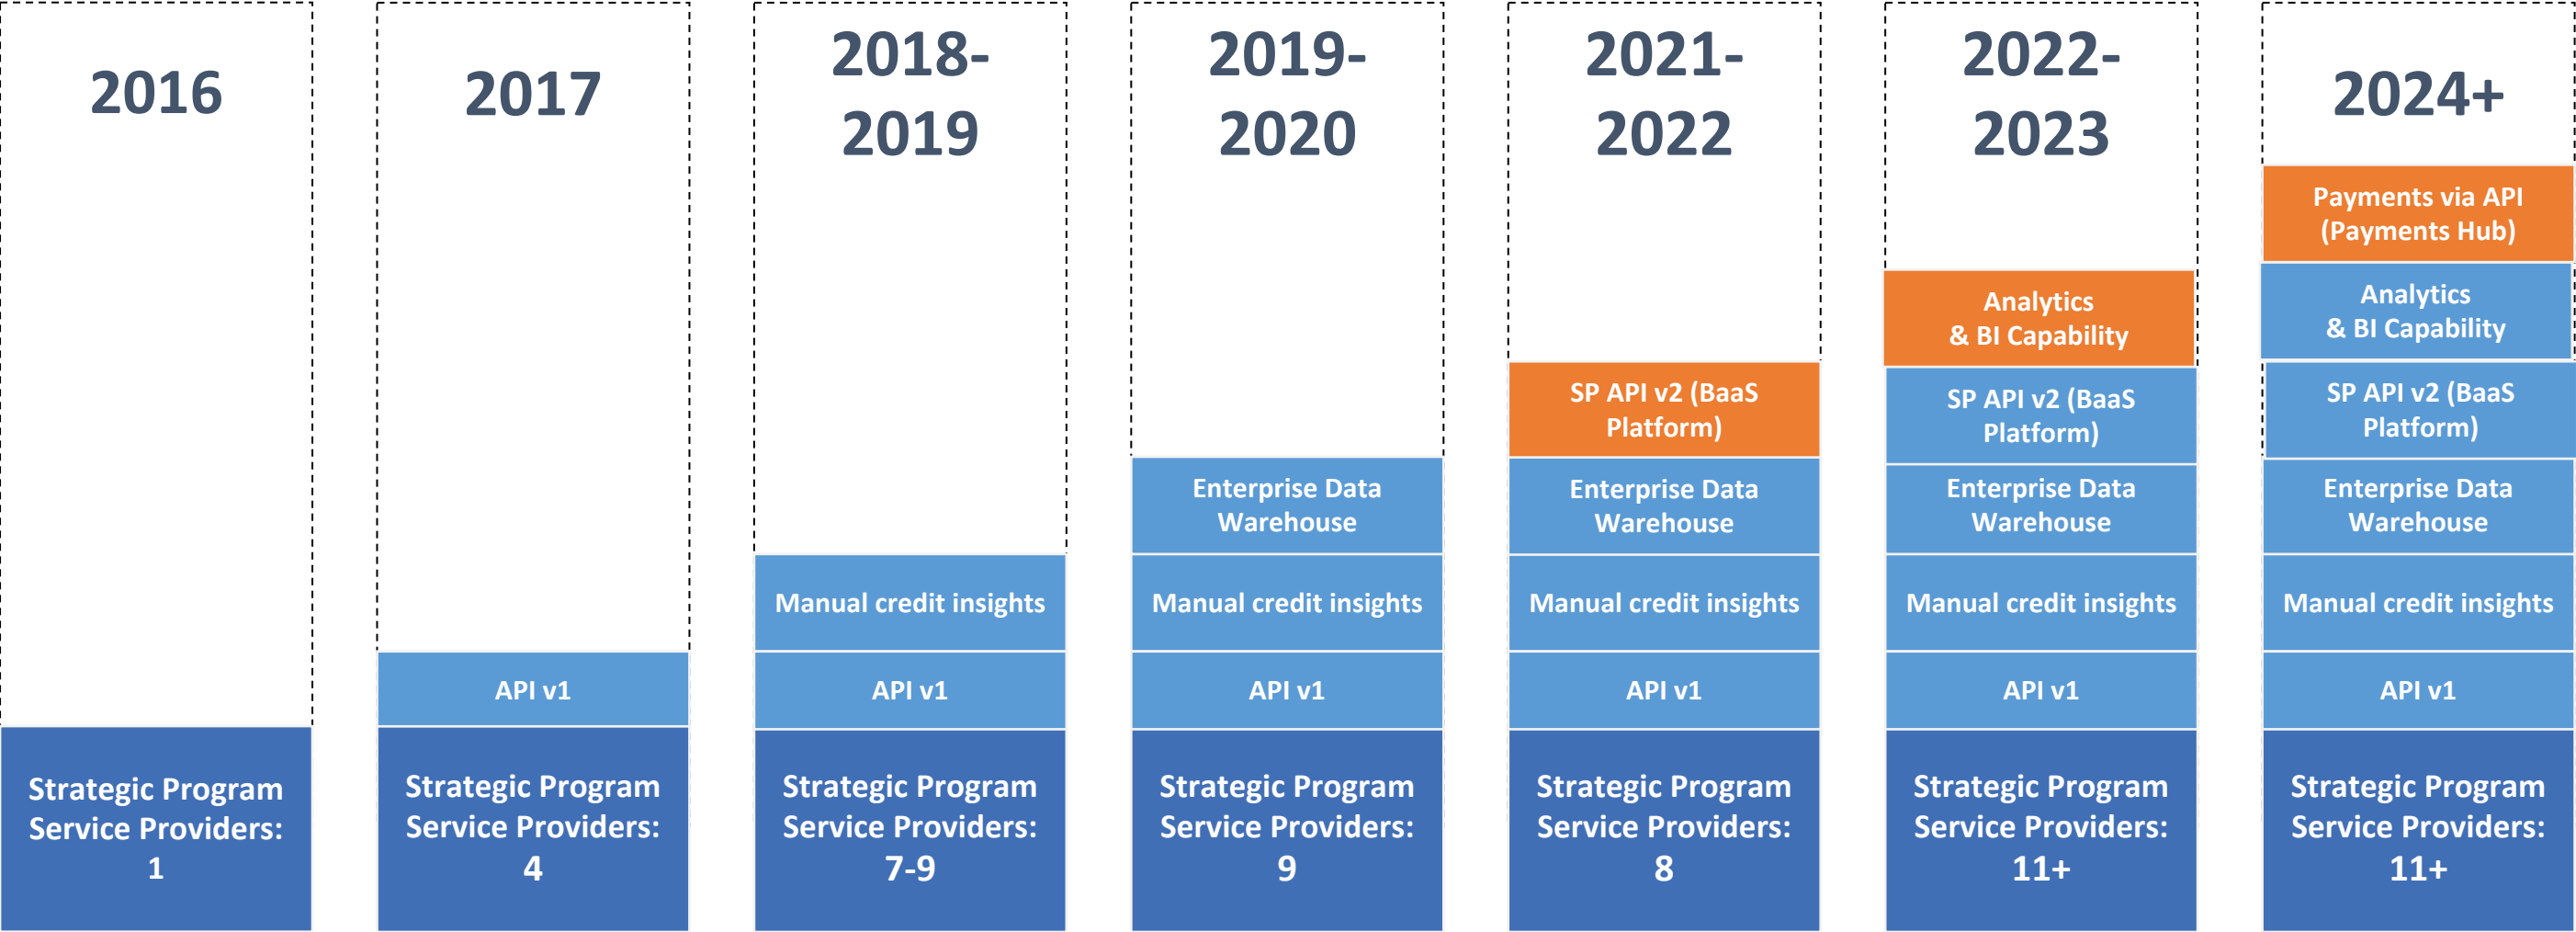 2016
Strategic Program
Service Providers:
1
2017
API v1
Strategic Program
Service Providers:
4
2018-
2019
Manual credit insights
API v1
Strategic Program
Service Providers:
7-9
2019-
2020
Enterprise Data
Warehouse
Manual credit insights
API v1
Strategic Program
Service Providers:
9
2021-
2022
SP API v2 (BaaS
Platform)
Enterprise Data
Warehouse
Manual credit insights
API v1
Strategic Program
Service Providers:
8
2022-
2023
Analytics
& BI Capability
SP API v2 (BaaS
Platform)
Enterprise Data
Warehouse
Manual credit insights
API v1
Strategic Program
Service Providers:
11+
2024+
Payments via API
(Payments Hub)
Analytics
& BI Capability
SP API v2 (BaaS
Platform)
Enterprise Data
Warehouse
Manual credit insights
API v1
Strategic Program
Service Providers:
11+